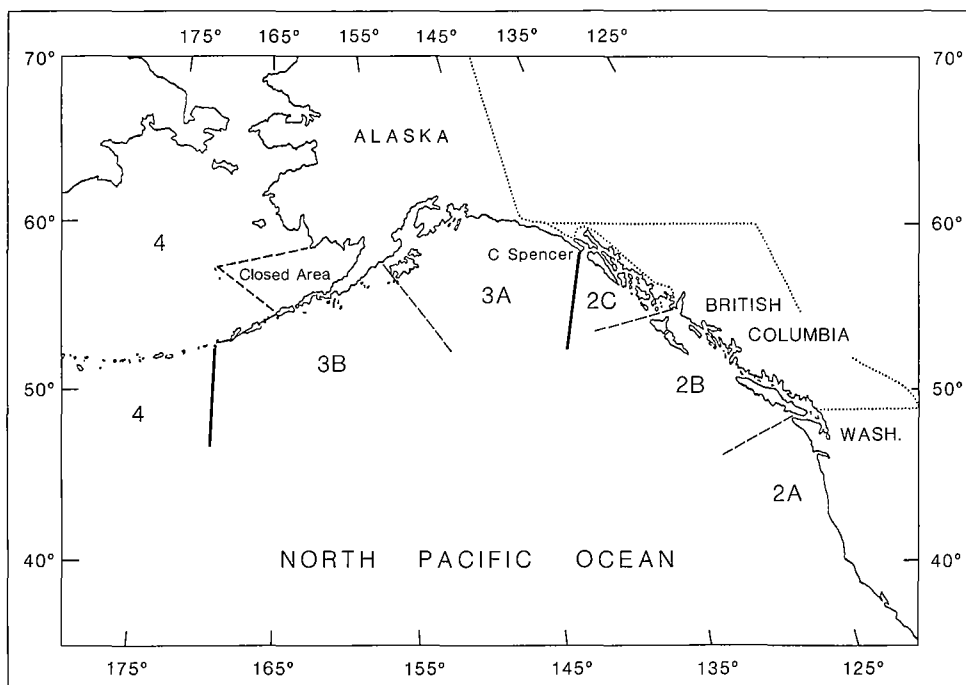 175° 165° 155° 145° 135° 125°
70° 70°
ALASKA
60° 60°
4
C Spencer
Closed Area
3A
2C
BRITISH
COLUMBIA
3B
2B
50° 50°
4
WASH.
2A
NORTH PACIFIC OCEAN
40° 40°
175° 165° 155° 145° 135° 125°